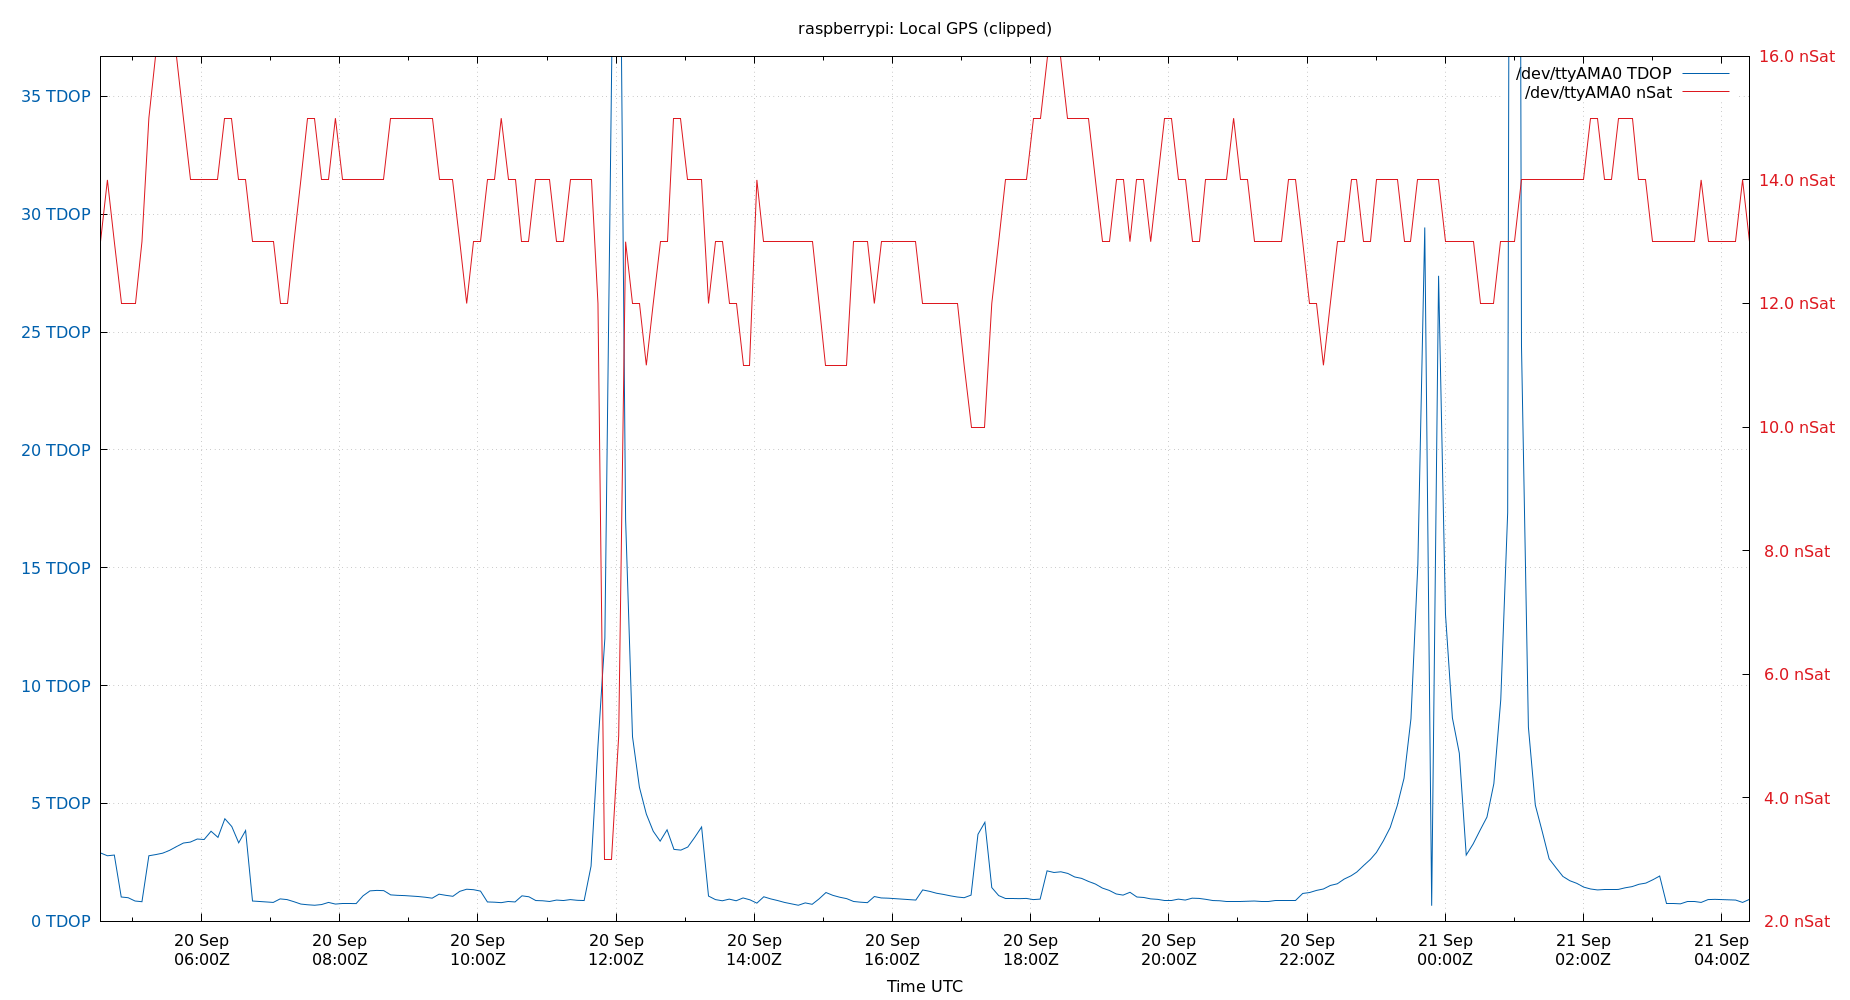 raspberrypi: Local GPS (clipped)
/dev/ttyAMA0 TDOP
/dev/ttyAMA0 nSat
35 TDOP
30 TDOP
25 TDOP
20 TDOP
15 TDOP
10 TDOP
5 TDOP
0 TDOP
16.0 nSat
14.0 nSat
12.0 nSat
10.0 nSat
8.0 nSat
6.0 nSat
4.0 nSat
2.0 nSat
20 Sep
06:00Z
20 Sep
08:00Z
20 Sep
10:00Z
20 Sep
12:00Z
20 Sep
14:00Z
20 Sep
16:00Z
20 Sep
18:00Z
20 Sep
20:00Z
20 Sep
22:00Z
21 Sep
00:00Z
21 Sep
02:00Z
21 Sep
04:00Z
Time UTC